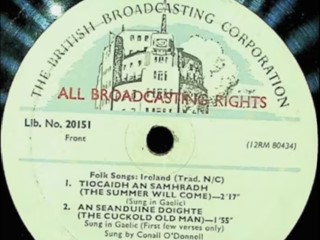 THE BRITISH BROADCASTING CORPORATION
ALL BROADCASTING RIGHTS
Lib. No. 20151
Front
(12RM 80434)
Folk Songs: Ireland (Trad, N/C)
1. TIOCAIDH AN SAMHRADH
(THE SUMMER WILL COME)—2'17"
(Sung in Gaelic)
2. AN SEANDUINE DOIGHTE
(THE CUCKOLD OLD MAN)—1'55"
Sung in Gaelic (First few verses only)
Sung by Conall O'Donnell